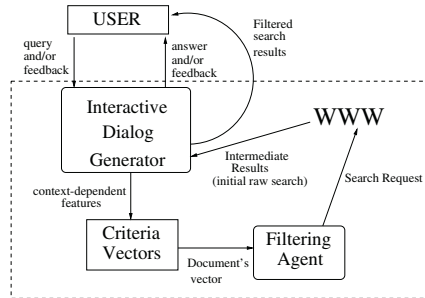 USER
query
and/or
feedback
answer
and/or
feedback
Filtered
search
results
Interactive
Dialog
Generator
WWW
Intermediate
Results
(initial raw search)
Search Request
context-dependent
features
Criteria
Vectors
Document's
vector
Filtering
Agent